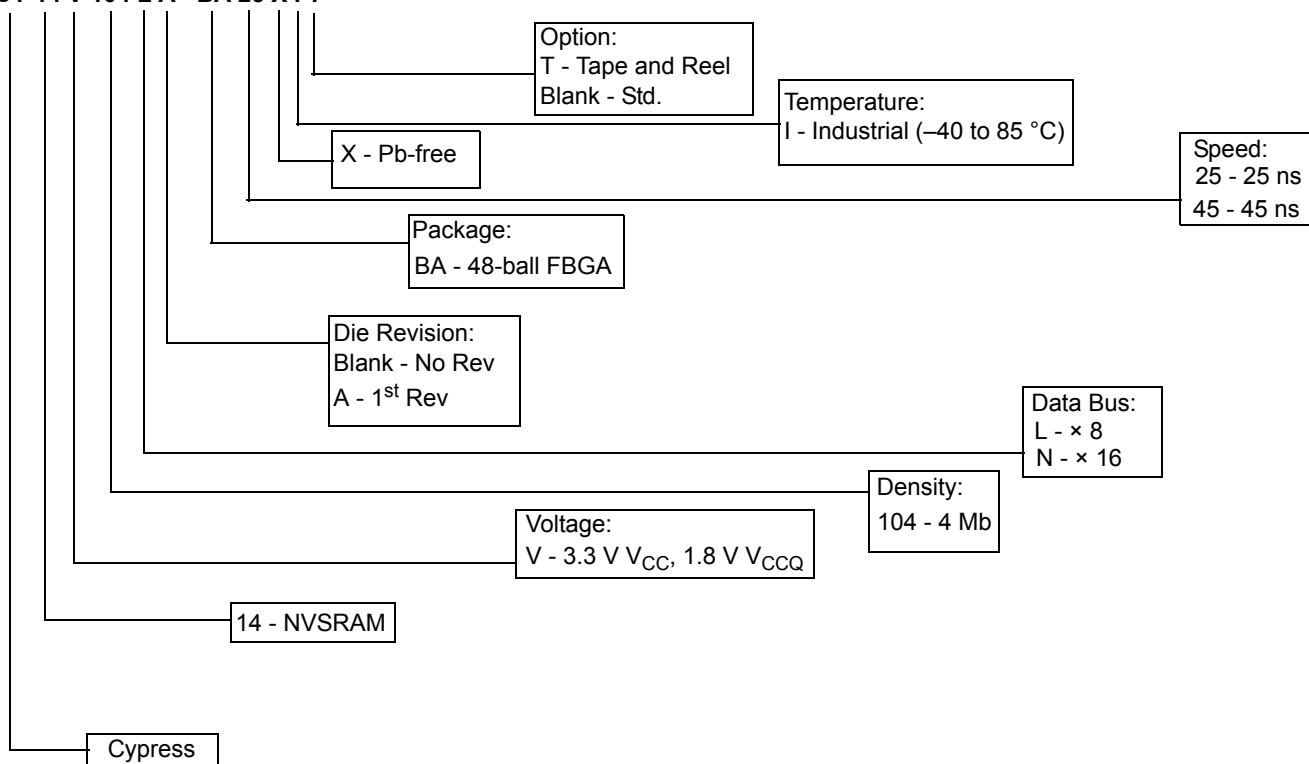 Option:
T - Tape and Reel
Blank - Std.
Temperature:
I - Industrial (–40 to 85 °C)
X - Pb-free
Speed:
25 - 25 ns
45 - 45 ns
Package:
BA - 48-ball FBGA
Die Revision:
Blank - No Rev
A - 1st Rev
Data Bus:
L - × 8
N - × 16
Density:
104 - 4 Mb
Voltage:
V - 3.3 V VCC, 1.8 V VCCQ
14 - NVSRAM
Cypress